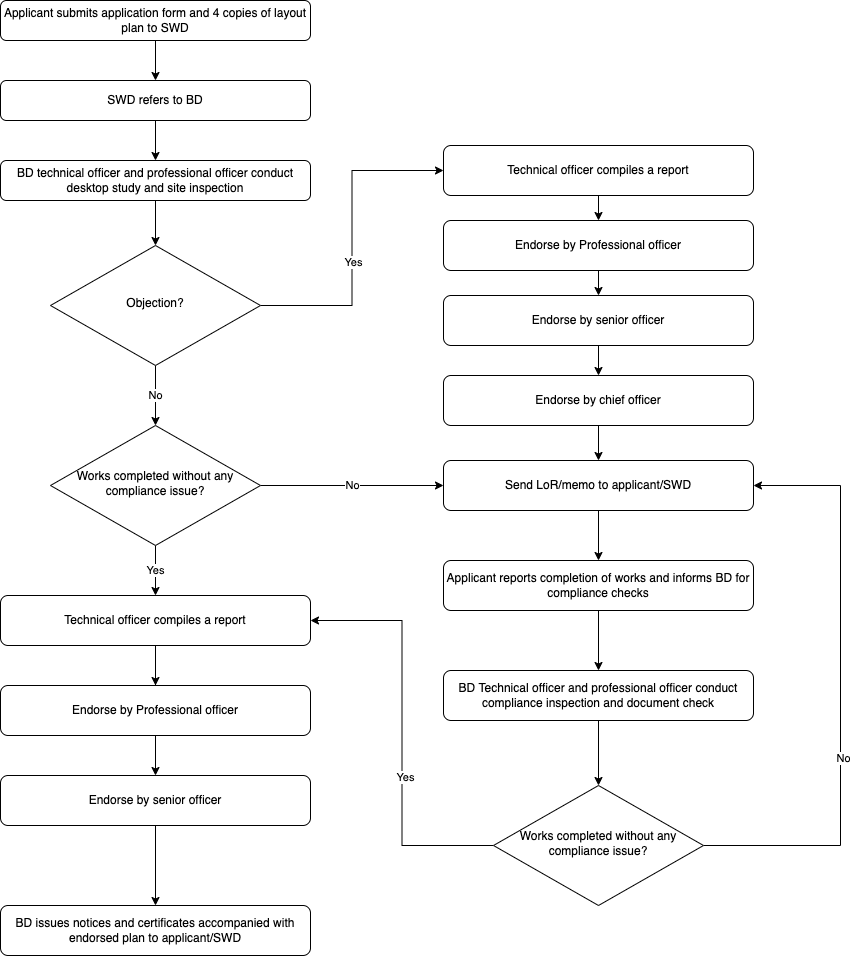 Applicant submits application form and 4 copies of layout
plan to SWD
SWD refers to BD
BD technical officer and professional officer conduct
desktop study and site inspection
Objection?
Yes
No
Works completed without any
compliance issue?
No
Yes
Technical officer compiles a report
Endorse by Professional officer
Endorse by senior officer
BD issues notices and certificates accompanied with
endorsed plan to applicant/SWD
Technical officer compiles a report
Endorse by Professional officer
Endorse by senior officer
Endorse by chief officer
Send LoR/memo to applicant/SWD
Applicant reports completion of works and informs BD for
compliance checks
BD Technical officer and professional officer conduct
compliance inspection and document check
Works completed without any
compliance issue?
Yes
No